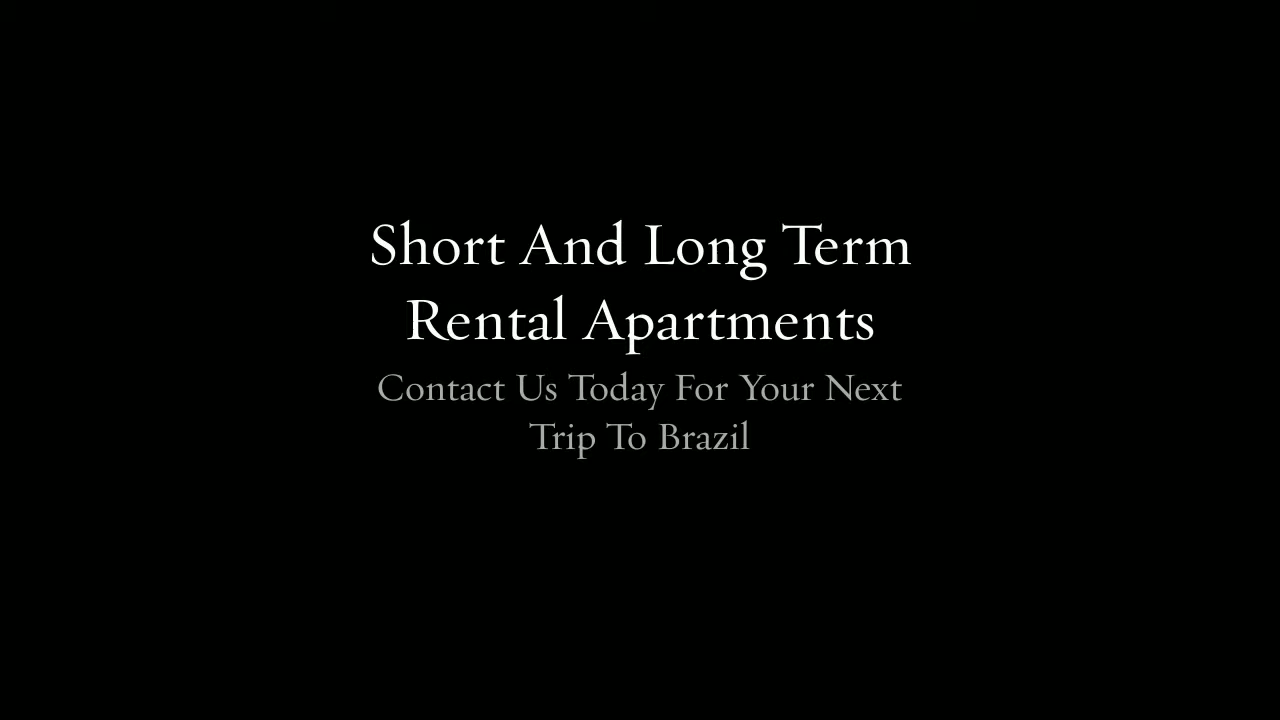 Short And Long Term
Rental Apartments
Contact Us Today For Your Next
Trip To Brazil